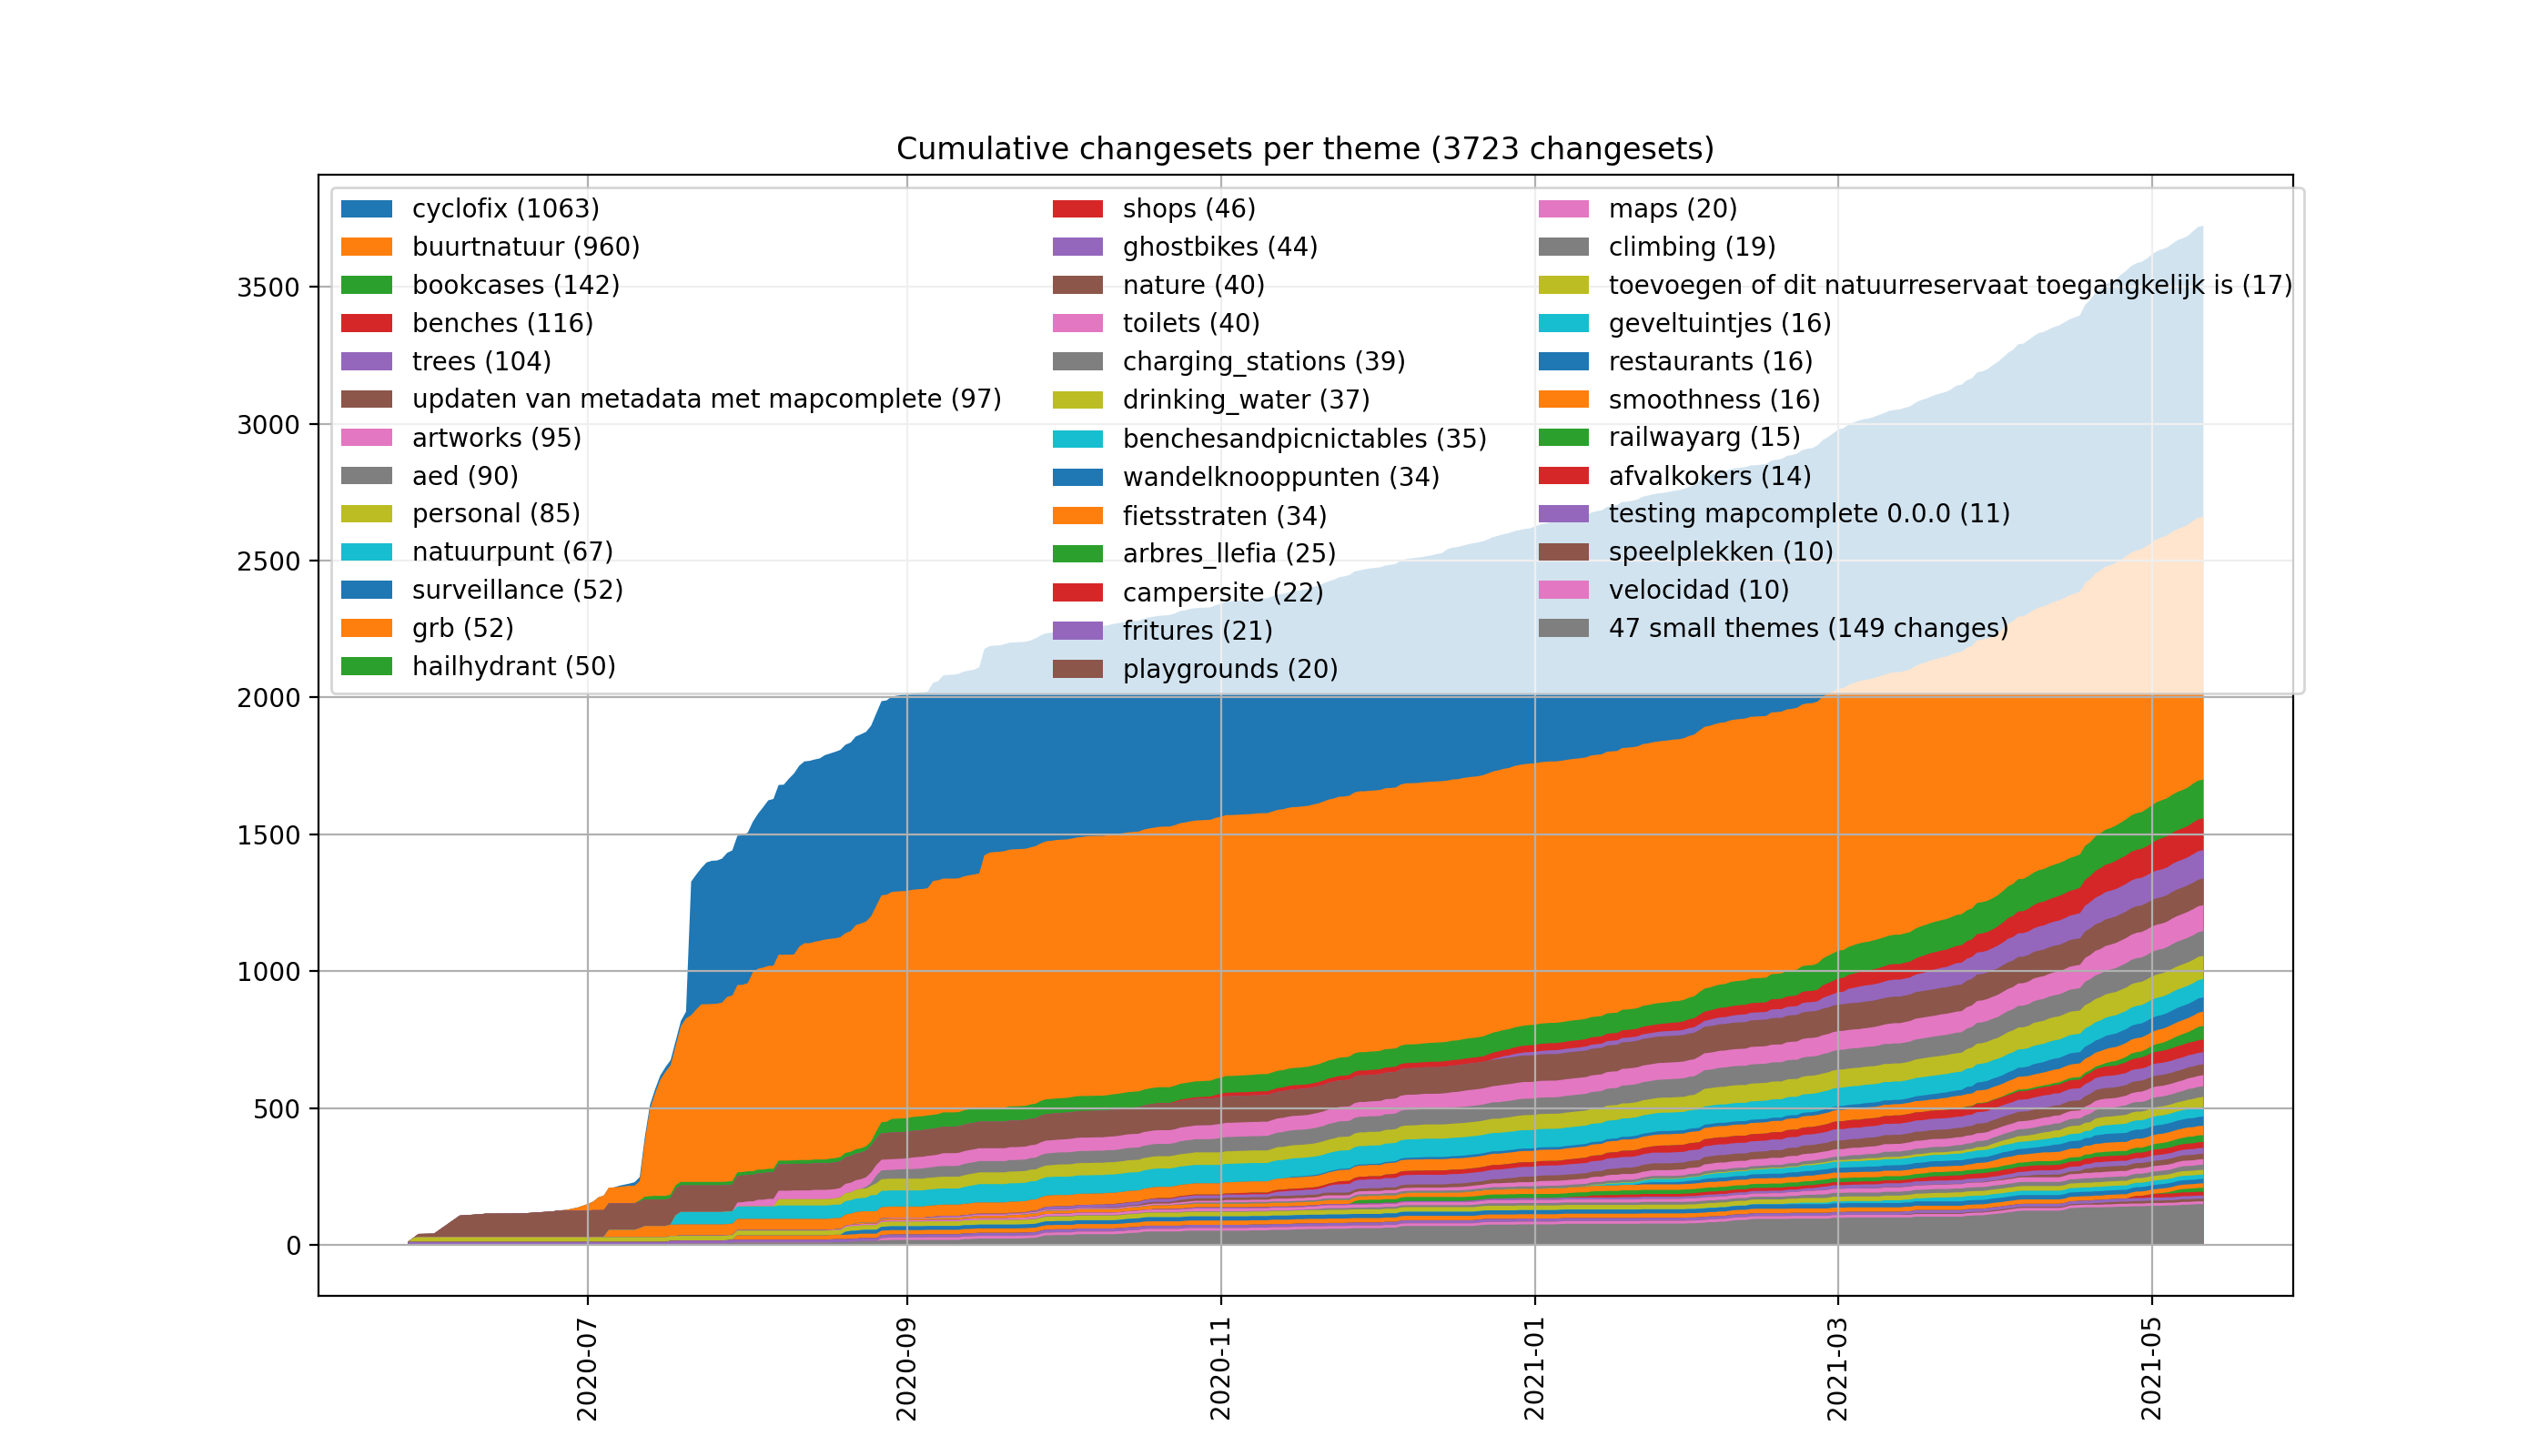 Cumulative changesets per theme (3723 changesets)
cyclofix (1063)
buurtnatuur (960)
bookcases (142)
benches (116)
trees (104)
updaten van metadata met mapcomplete (97)
artworks (95)
aed (90)
personal (85)
natuurpunt (67)
surveillance (52)
grb (52)
hailhydrant (50)
shops (46)
ghostbikes (44)
nature (40)
toilets (40)
charging_stations (39)
drinking_water (37)
benchesandpicnictables (35)
wandelknooppunten (34)
fietsstraten (34)
arbres_llefia (25)
campersite (22)
fritures (21)
playgrounds (20)
maps (20)
climbing (19)
toevoegen of dit natuurreservaat toegangkelijk is (17)
geveltuintjes (16)
restaurants (16)
smoothness (16)
railwayarg (15)
afvalkokers (14)
testing mapcomplete 0.0.0 (11)
speelplekken (10)
velocidad (10)
47 small themes (149 changes)
3500
3000
2500
2000
1500
1000
500
0
2020-07
2020-09
2020-11
2021-01
2021-03
2021-05